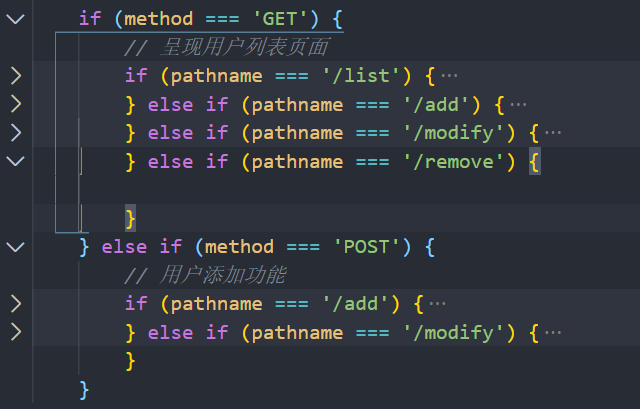 if (method === 'GET') {
// 呈现用户列表页面
if (pathname === '/list') {…
} else if (pathname === '/add') {…
} else if (pathname === '/modify') {…
} else if (pathname === '/remove') {
}
} else if (method === 'POST') {
// 用户添加功能
if (pathname === '/add') {…
} else if (pathname === '/modify') {…
}
}